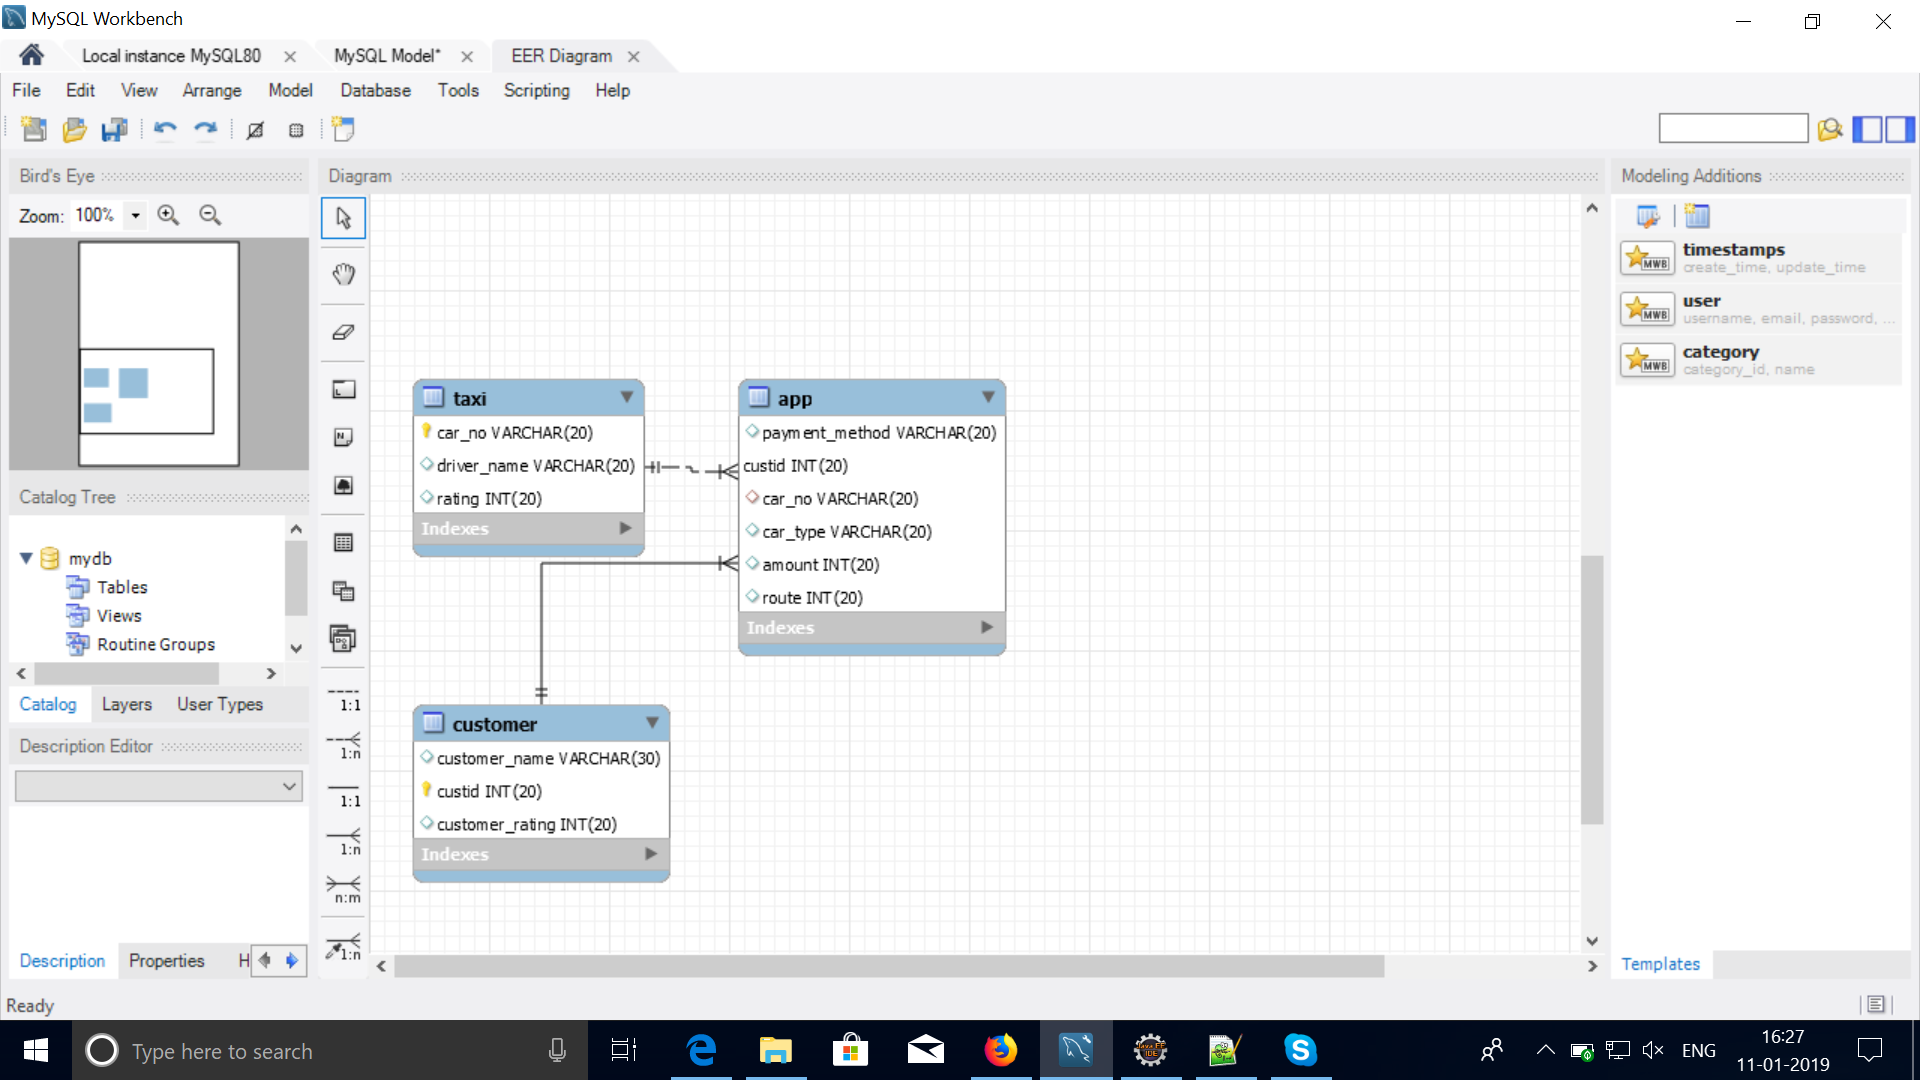 MySQL Workbench
Local instance MySQL80
MySQL Model*
EER Diagram
File Edit View Arrange Model Database Tools Scripting Help
Bird's Eye
Diagram
Modeling Additions
Zoom: 100%
timestamps
create_time, update_time
user
username, email, password, ...
category
category_id, name
taxi
car_no VARCHAR(20)
driver_name VARCHAR(20)
rating INT(20)
Indexes
app
payment_method VARCHAR(20)
custid INT(20)
car_no VARCHAR(20)
car_type VARCHAR(20)
amount INT(20)
route INT(20)
Indexes
customer
customer_name VARCHAR(30)
custid INT(20)
customer_rating INT(20)
Indexes
Catalog Tree
mydb
Tables
Views
Routine Groups
Catalog Layers User Types
Description Editor
Description Properties H
1:1
1:n
1:1
1:n
n:m
1:n
MWB
MWB
MWB
Templates
Ready
Type here to search
Java EE
IDE
ENG
16:27
11-01-2019